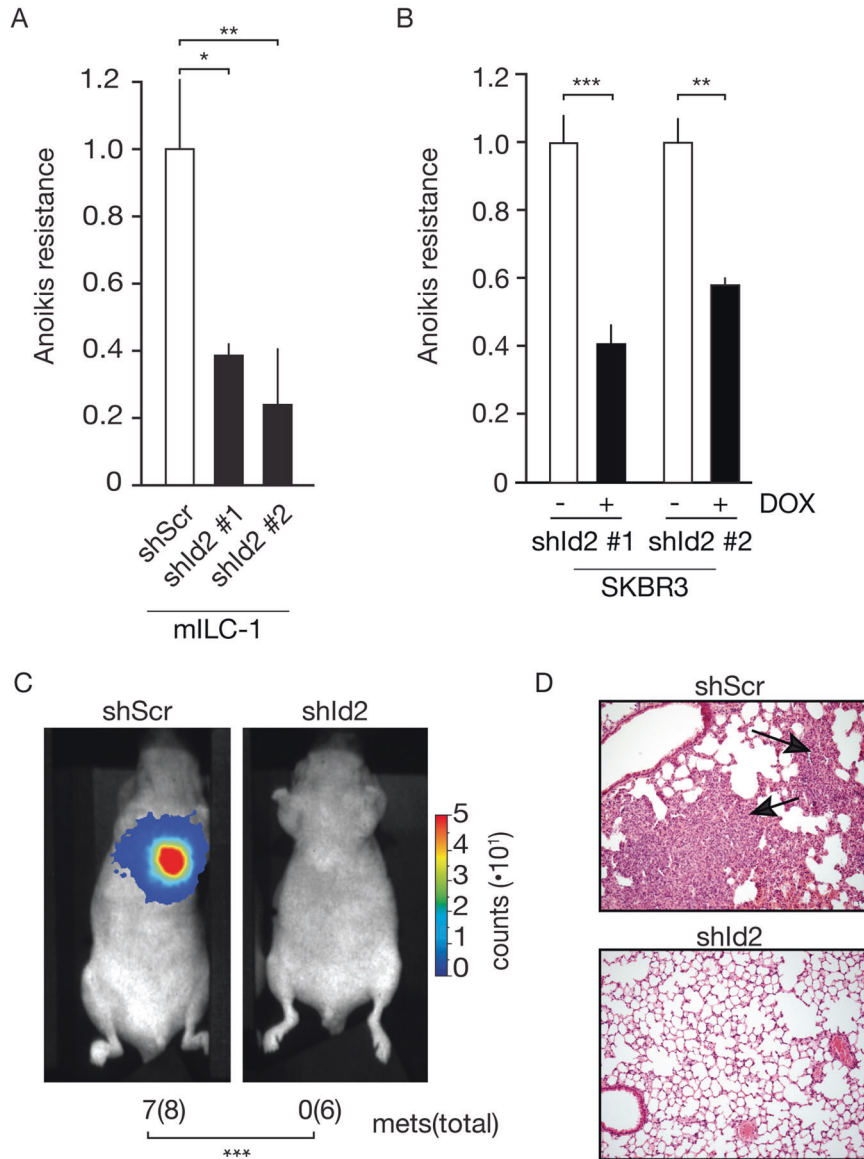 A
Anoikis resistance
1.2
1.0
0.8
0.6
0.4
0.2
0
*
**
shScr
shId2 #1
shId2 #2
mILC-1
B
Anoikis resistance
1.2
1.0
0.8
0.6
0.4
0.2
0
***
**
- + - + DOX
shId2 #1 shId2 #2
SKBR3
C
shScr shId2
5
4
3
2
1
0
counts (•10¹)
7(8) 0(6) mets(total)
***
D
shScr
shId2